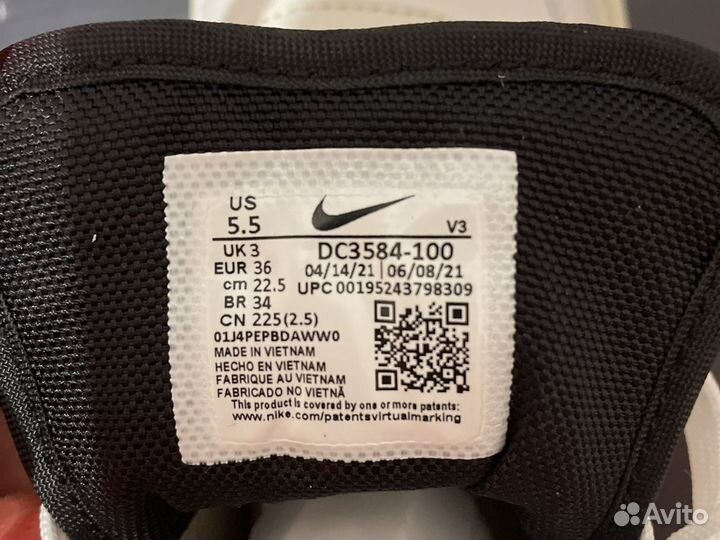 US
5.5
V3
UK 3
DC3584-100
EUR 36
04/14/21 | 06/08/21
cm 22.5
UPC 00195243798309
BR 34
CN 225(2.5)
01J4PEPBDAWW0
MADE IN VIETNAM
HECHO EN VIETNAM
FABRIQUE AU VIETNAM
FABRICADO NO VIETNÃ
This product is covered by one or more patents:
www.nike.com/patentsvirtualmarking
Avito